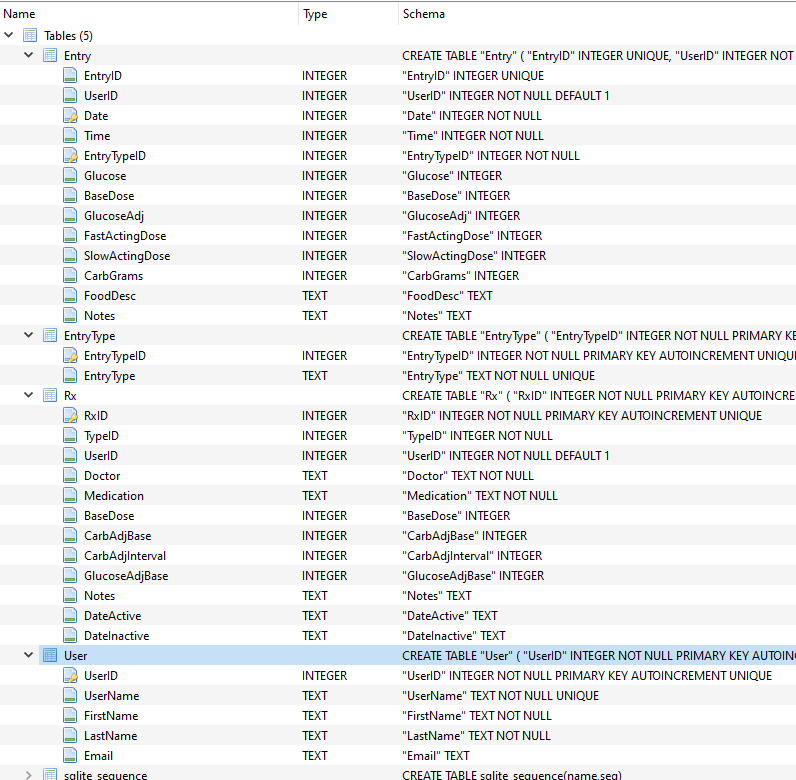 Name Type Schema
Tables (5)
Entry CREATE TABLE "Entry" ( "EntryID" INTEGER UNIQUE, "UserID" INTEGER NOT
EntryID INTEGER "EntryID" INTEGER UNIQUE
UserID INTEGER "UserID" INTEGER NOT NULL DEFAULT 1
Date INTEGER "Date" INTEGER NOT NULL
Time INTEGER "Time" INTEGER NOT NULL
EntryTypeID INTEGER "EntryTypeID" INTEGER NOT NULL
Glucose INTEGER "Glucose" INTEGER
BaseDose INTEGER "BaseDose" INTEGER
GlucoseAdj INTEGER "GlucoseAdj" INTEGER
FastActingDose INTEGER "FastActingDose" INTEGER
SlowActingDose INTEGER "SlowActingDose" INTEGER
CarbGrams INTEGER "CarbGrams" INTEGER
FoodDesc TEXT "FoodDesc" TEXT
Notes TEXT "Notes" TEXT
EntryType CREATE TABLE "EntryType" ( "EntryTypeID" INTEGER NOT NULL PRIMARY KE
EntryTypeID INTEGER "EntryTypeID" INTEGER NOT NULL PRIMARY KEY AUTOINCREMENT UNIQU
EntryType TEXT "EntryType" TEXT NOT NULL UNIQUE
Rx CREATE TABLE "Rx" ( "RxID" INTEGER NOT NULL PRIMARY KEY AUTOINCRE
RxID INTEGER "RxID" INTEGER NOT NULL PRIMARY KEY AUTOINCREMENT UNIQUE
TypeID INTEGER "TypeID" INTEGER NOT NULL
UserID INTEGER "UserID" INTEGER NOT NULL DEFAULT 1
Doctor TEXT "Doctor" TEXT NOT NULL
Medication TEXT "Medication" TEXT NOT NULL
BaseDose INTEGER "BaseDose" INTEGER
CarbAdjBase INTEGER "CarbAdjBase" INTEGER
CarbAdjInterval INTEGER "CarbAdjInterval" INTEGER
GlucoseAdjBase INTEGER "GlucoseAdjBase" INTEGER
Notes TEXT "Notes" TEXT
DateActive TEXT "DateActive" TEXT
DateInactive TEXT "DateInactive" TEXT
User CREATE TABLE "User" ( "UserID" INTEGER NOT NULL PRIMARY KEY AUTOIN
UserID INTEGER "UserID" INTEGER NOT NULL PRIMARY KEY AUTOINCREMENT UNIQUE
UserName TEXT "UserName" TEXT NOT NULL UNIQUE
FirstName TEXT "FirstName" TEXT NOT NULL
LastName TEXT "LastName" TEXT NOT NULL
Email TEXT "Email" TEXT
sqlite_sequence CREATE TABLE sqlite_sequence(name,seq)